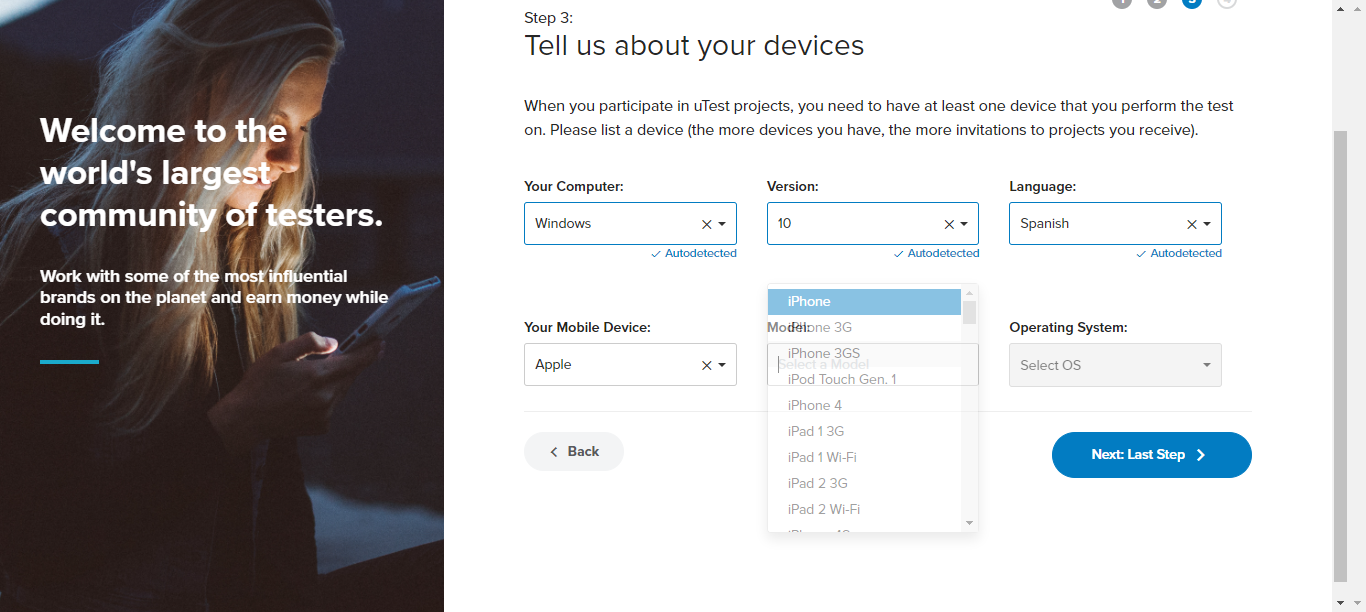 Welcome to the
world's largest
community of testers.
Work with some of the most influential
brands on the planet and earn money while
doing it.
Step 3:
Tell us about your devices
When you participate in uTest projects, you need to have at least one device that you perform the test
on. Please list a device (the more devices you have, the more invitations to projects you receive).
Your Computer:
Windows
Autodetected
Version:
10
Autodetected
Language:
Spanish
Autodetected
Your Mobile Device:
Apple
Model:
Select a Model
iPhone
iPhone 3G
iPhone 3GS
iPod Touch Gen. 1
iPhone 4
iPad 1 3G
iPad 1 Wi-Fi
iPad 2 3G
iPad 2 Wi-Fi
Operating System:
Select OS
Back
Next: Last Step